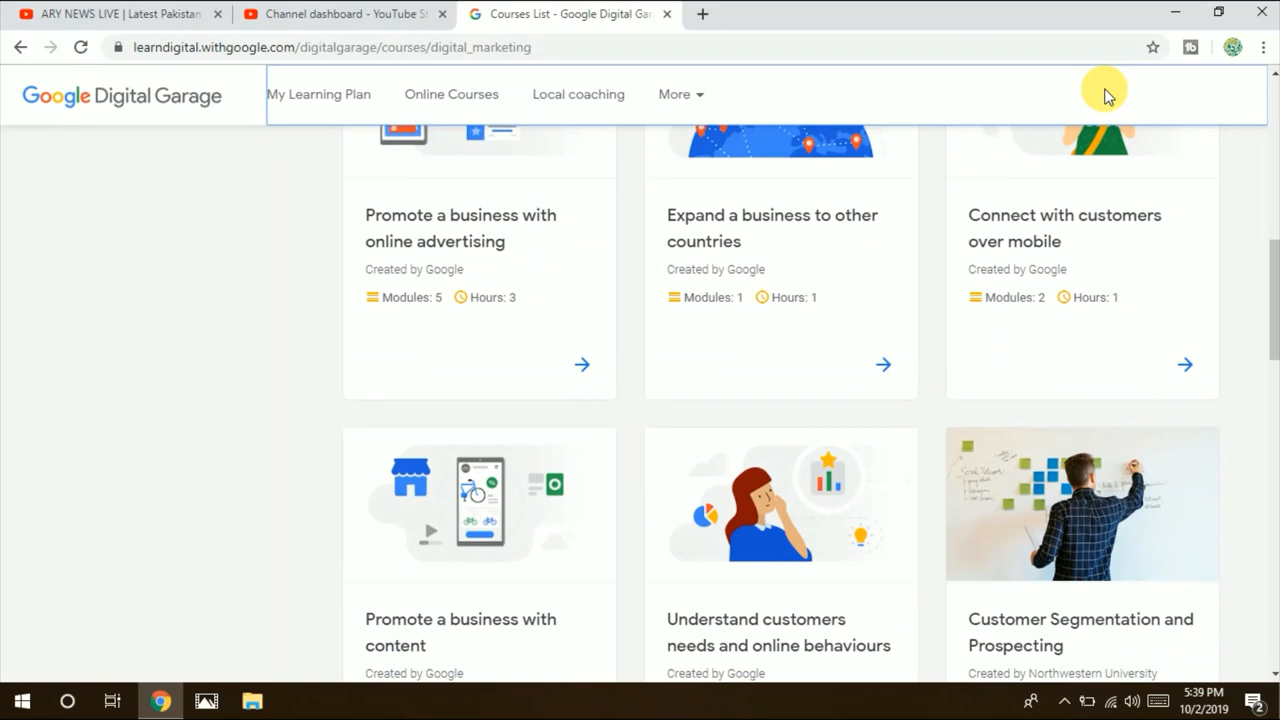 ARY NEWS LIVE | Latest Pakistan
Channel dashboard - YouTube St
Courses List - Google Digital Gar
learndigital.withgoogle.com/digitalgarage/courses/digital_marketing
Google Digital Garage
My Learning Plan
Online Courses
Local coaching
More
Promote a business with
online advertising
Created by Google
Modules: 5
Hours: 3
Expand a business to other
countries
Created by Google
Modules: 1
Hours: 1
Connect with customers
over mobile
Created by Google
Modules: 2
Hours: 1
Promote a business with
content
Created by Google
Understand customers
needs and online behaviours
Created by Google
Customer Segmentation and
Prospecting
Created by Northwestern University
5:39 PM
10/2/2019
2